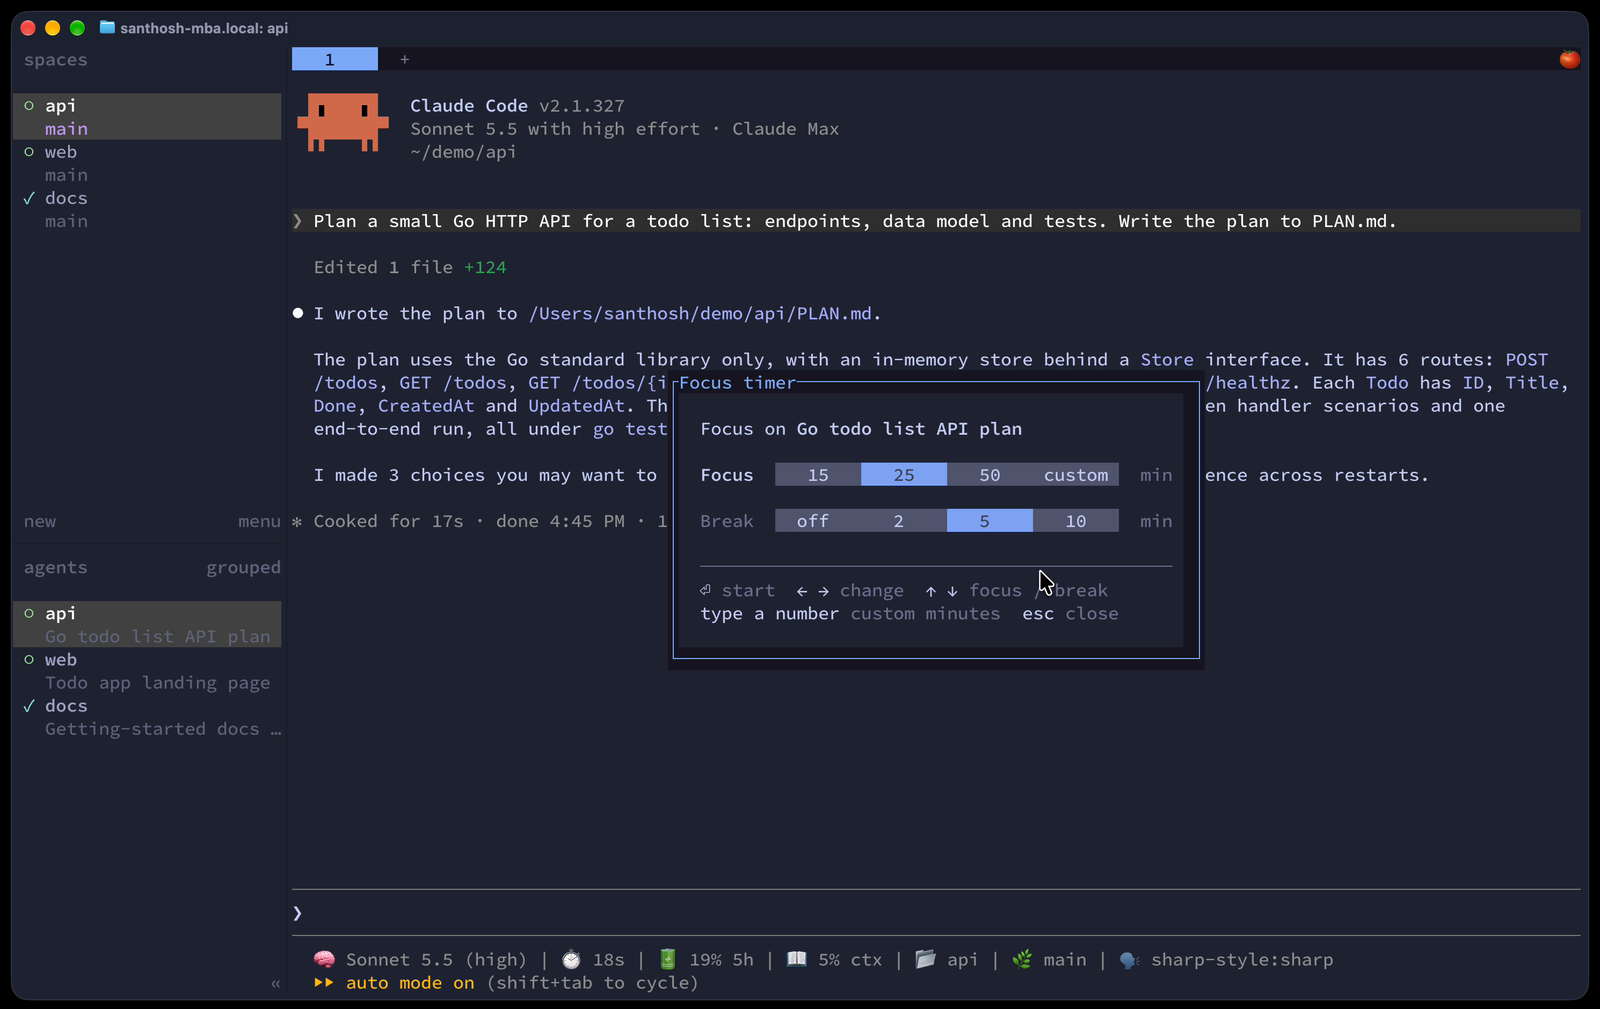 santhosh-mba.local: api
spaces
api
main
web
main
✓ docs
main
new menu
agents grouped
api
Go todo list API plan
web
Todo app landing page
✓ docs
Getting-started docs …
«
1 +
Claude Code v2.1.327
Sonnet 5.5 with high effort · Claude Max
~/demo/api
❯ Plan a small Go HTTP API for a todo list: endpoints, data model and tests. Write the plan to PLAN.md.
Edited 1 file +124
● I wrote the plan to /Users/santhosh/demo/api/PLAN.md.
The plan uses the Go standard library only, with an in-memory store behind a Store interface. It has 6 routes: POST
/todos, GET /todos, GET /todos/{i /healthz. Each Todo has ID, Title,
Done, CreatedAt and UpdatedAt. Th en handler scenarios and one
end-to-end run, all under go test
I made 3 choices you may want to ence across restarts.
✻ Cooked for 17s · done 4:45 PM · 1
Focus timer
Focus on Go todo list API plan
Focus 15 25 50 custom min
Break off 2 5 10 min
⏎ start ← → change ↑ ↓ focus / break
type a number custom minutes esc close
❯
Sonnet 5.5 (high) | 18s | 19% 5h | 5% ctx | api | main | sharp-style:sharp
⏵⏵ auto mode on (shift+tab to cycle)